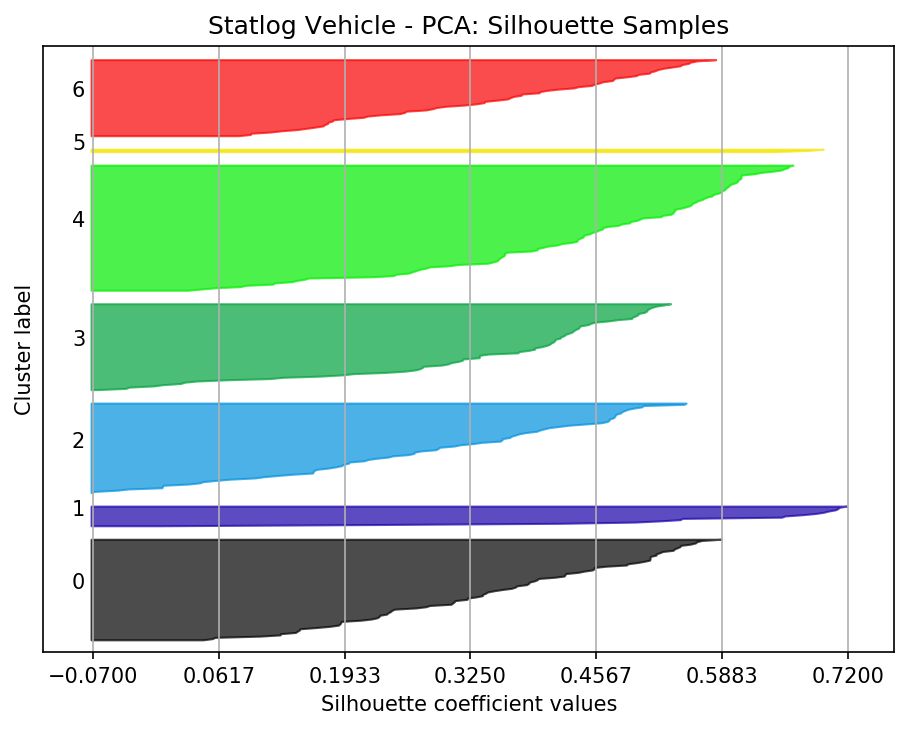 Statlog Vehicle - PCA: Silhouette Samples
6
5
4
3
2
1
0
Cluster label
−0.0700 0.0617 0.1933 0.3250 0.4567 0.5883 0.7200
Silhouette coefficient values